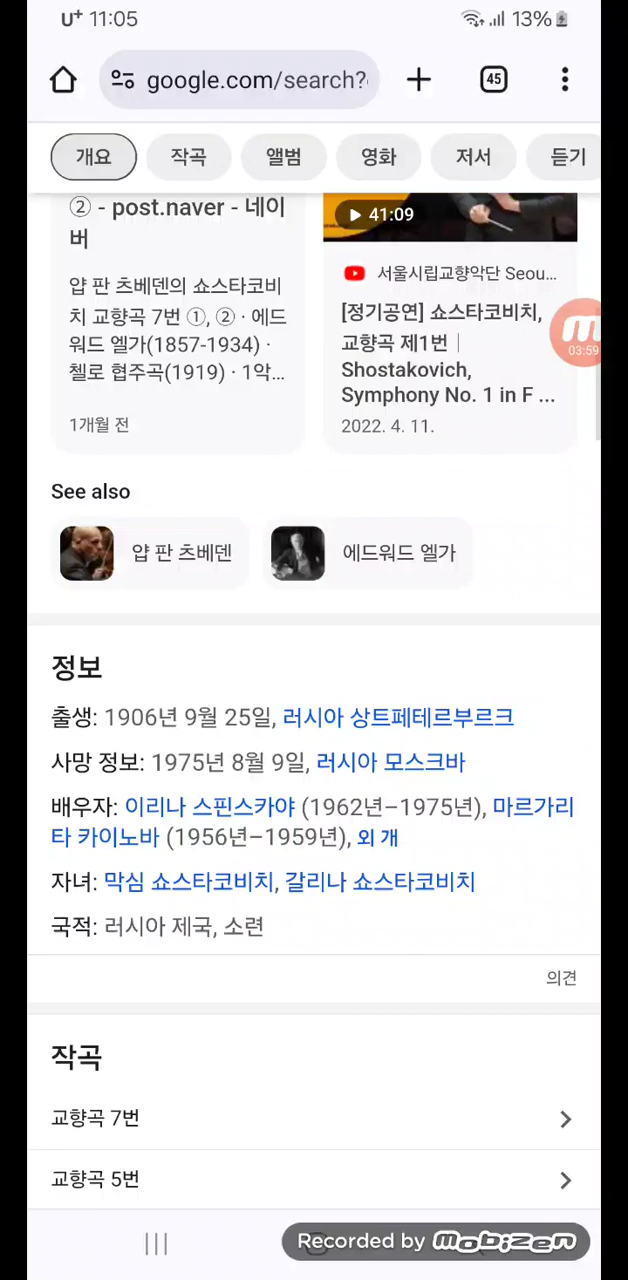 U+ 11:05 13%
google.com/search? 45
개요 작곡 앨범 영화 저서 듣기
② - post.naver - 네이
버
얍 판 츠베덴의 쇼스타코비
치 교향곡 7번 ①, ② · 에드
워드 엘가(1857-1934) ·
첼로 협주곡(1919) · 1악...
1개월 전
41:09
서울시립교향악단 Seou...
[정기공연] 쇼스타코비치,
교향곡 제1번│
Shostakovich,
Symphony No. 1 in F ...
2022. 4. 11.
03:59
See also
얍 판 츠베덴 에드워드 엘가
정보
출생: 1906년 9월 25일, 러시아 상트페테르부르크
사망 정보: 1975년 8월 9일, 러시아 모스크바
배우자: 이리나 스핀스카야 (1962년–1975년), 마르가리
타 카이노바 (1956년–1959년), 외 개
자녀: 막심 쇼스타코비치, 갈리나 쇼스타코비치
국적: 러시아 제국, 소련
의견
작곡
교향곡 7번
교향곡 5번
Recorded by mobizen